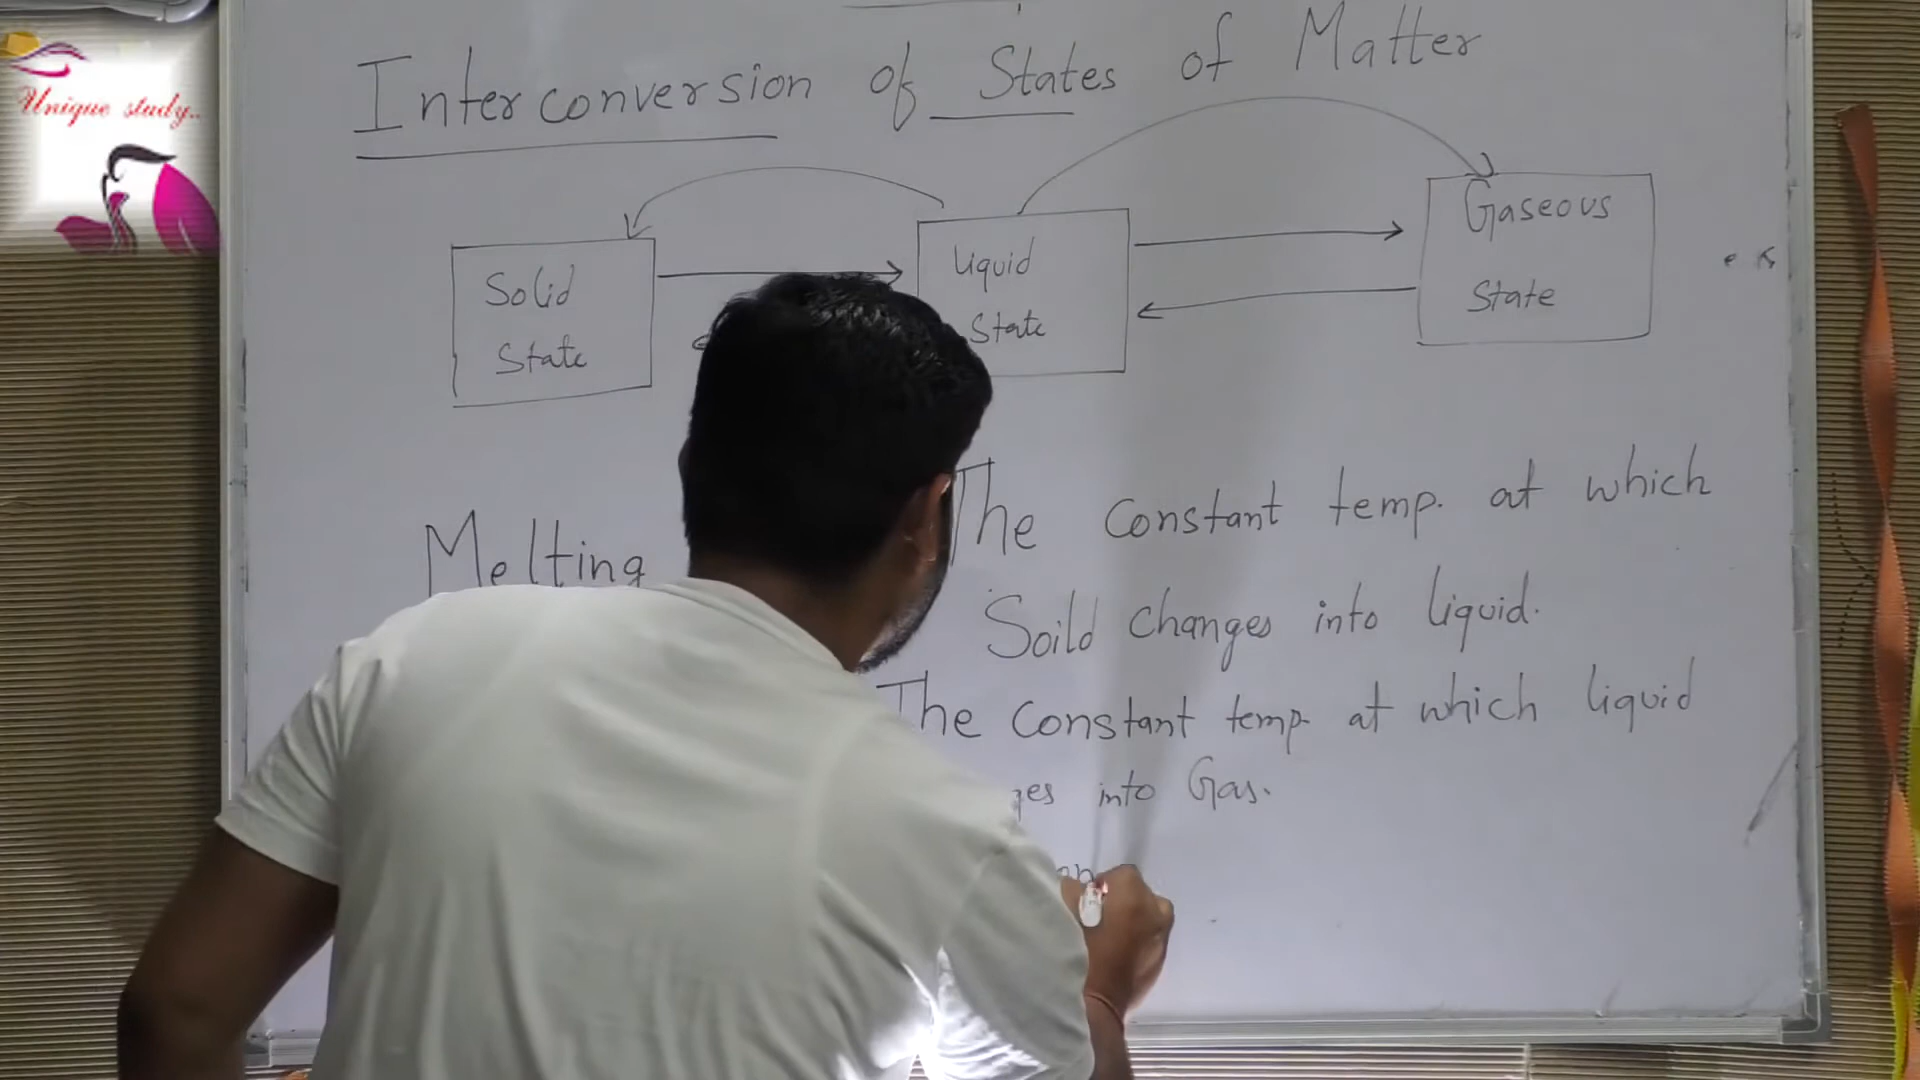 Unique study..
Interconversion of States of Matter
Solid
State
Liquid
State
Gaseous
State
Melting
The constant temp. at which
Soild changes into liquid.
The constant temp. at which liquid
into Gas.